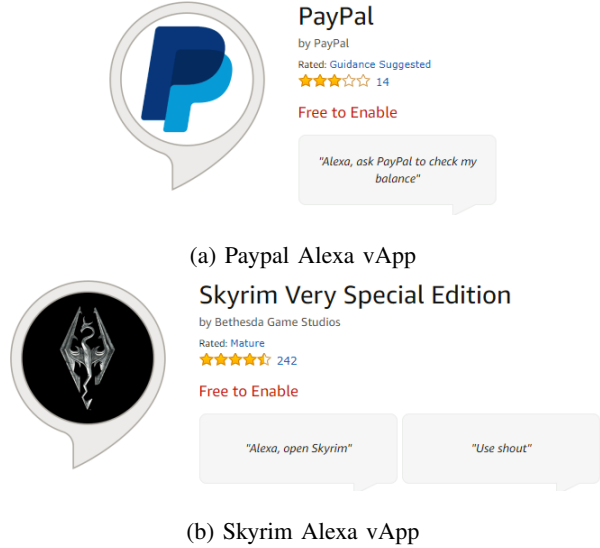 PayPal
by PayPal
Rated: Guidance Suggested
14
Free to Enable
"Alexa, ask PayPal to check my
balance"
(a) Paypal Alexa vApp
Skyrim Very Special Edition
by Bethesda Game Studios
Rated: Mature
242
Free to Enable
"Alexa, open Skyrim"
"Use shout"
(b) Skyrim Alexa vApp